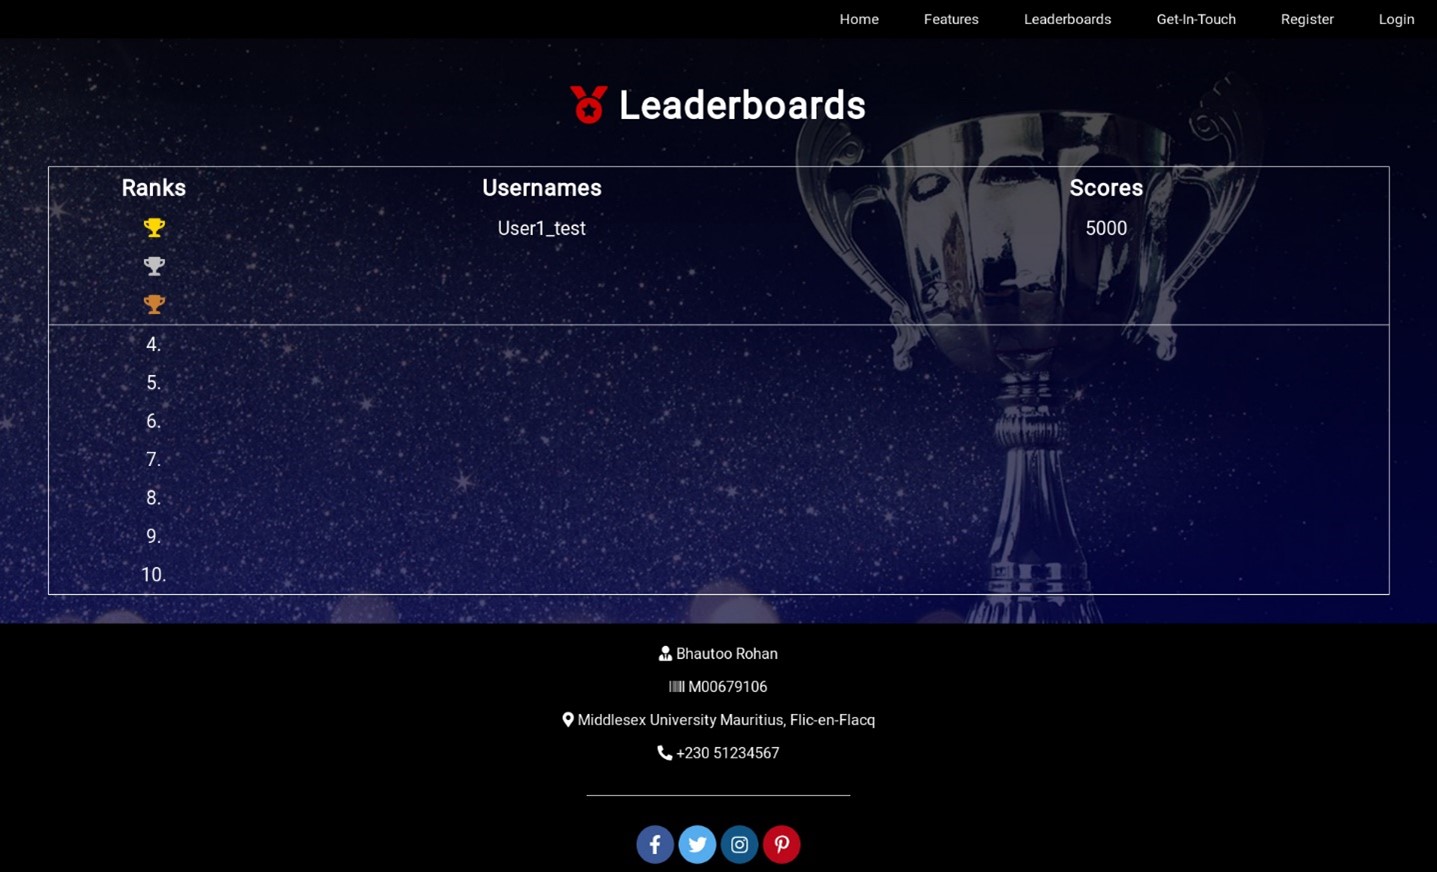 Home Features Leaderboards Get-In-Touch Register Login
Leaderboards
Ranks Usernames Scores
User1_test 5000
4.
5.
6.
7.
8.
9.
10.
Bhautoo Rohan
M00679106
Middlesex University Mauritius, Flic-en-Flacq
+230 51234567